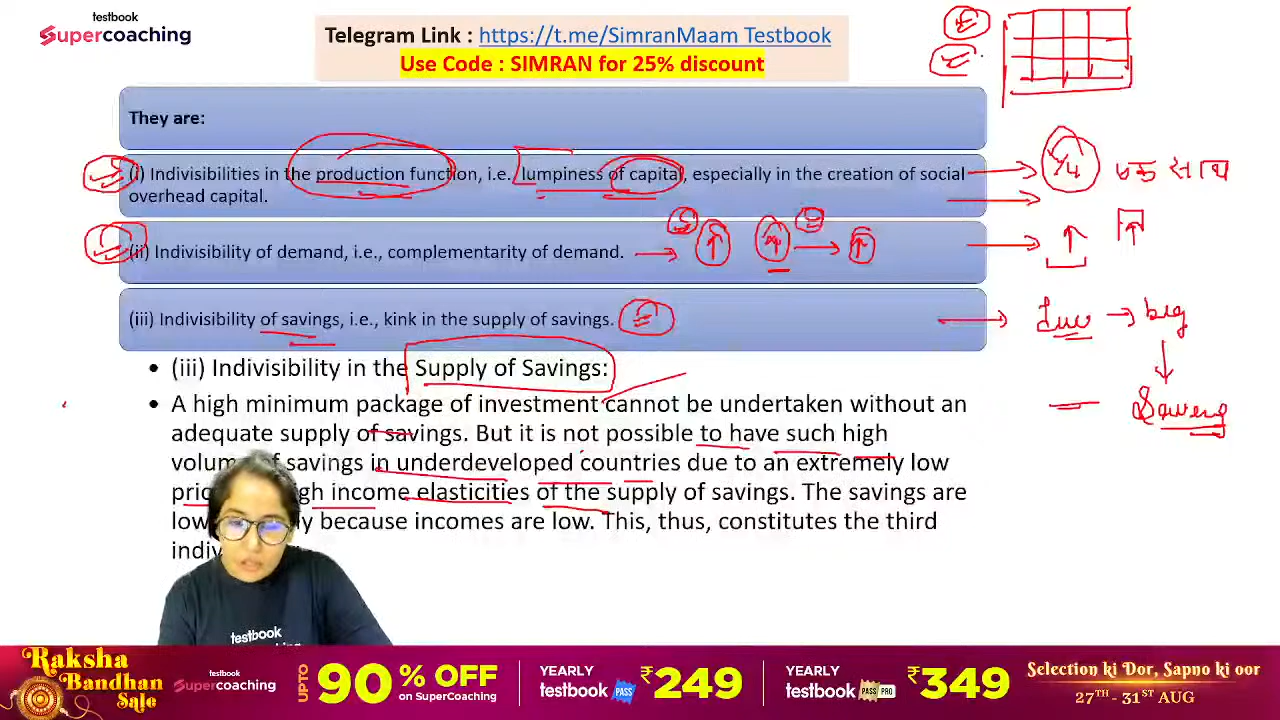 testbook
Supercoaching
Telegram Link : https://t.me/SimranMaam Testbook
Use Code : SIMRAN for 25% discount
They are:
(i) Indivisibilities in the production function, i.e. lumpiness of capital, especially in the creation of social
overhead capital.
एक साथ
(ii) Indivisibility of demand, i.e., complementarity of demand.
(iii) Indivisibility of savings, i.e., kink in the supply of savings.
Inv → big
Saving
• (iii) Indivisibility in the Supply of Savings:
• A high minimum package of investment cannot be undertaken without an
adequate supply of savings. But it is not possible to have such high
of savings in underdeveloped countries due to an extremely low
income elasticities of the supply of savings. The savings are
low because incomes are low. This, thus, constitutes the third
testbook
Raksha
Bandhan
Sale
testbook
Supercoaching
UPTO 90% OFF
on SuperCoaching
YEARLY
testbook PASS ₹249
YEARLY
testbook PASS PRO ₹349
Selection ki Dor, Sapno ki oor
27TH - 31ST AUG